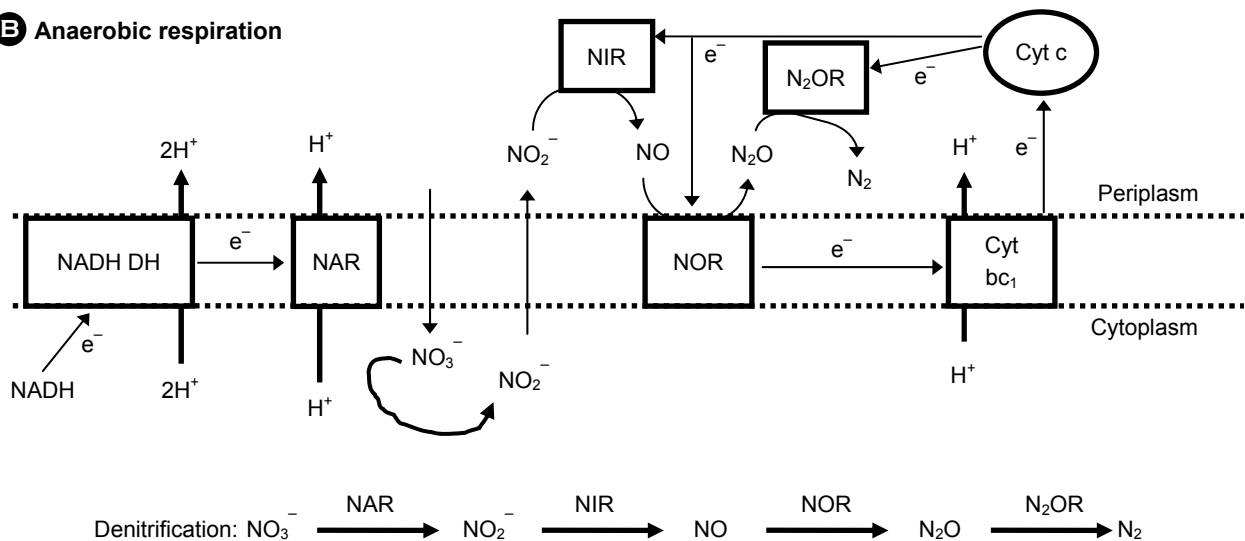 B Anaerobic respiration
NIR
e⁻
N₂OR
e⁻
Cyt c
2H⁺
H⁺
NO₂⁻
NO
N₂O
N₂
H⁺
e⁻
Periplasm
NADH DH
e⁻
NAR
NOR
e⁻
Cyt
bc₁
Cytoplasm
e⁻
NADH
2H⁺
H⁺
NO₃⁻
NO₂⁻
H⁺
NAR
NIR
NOR
N₂OR
Denitrification: NO₃⁻ NO₂⁻ NO N₂O N₂